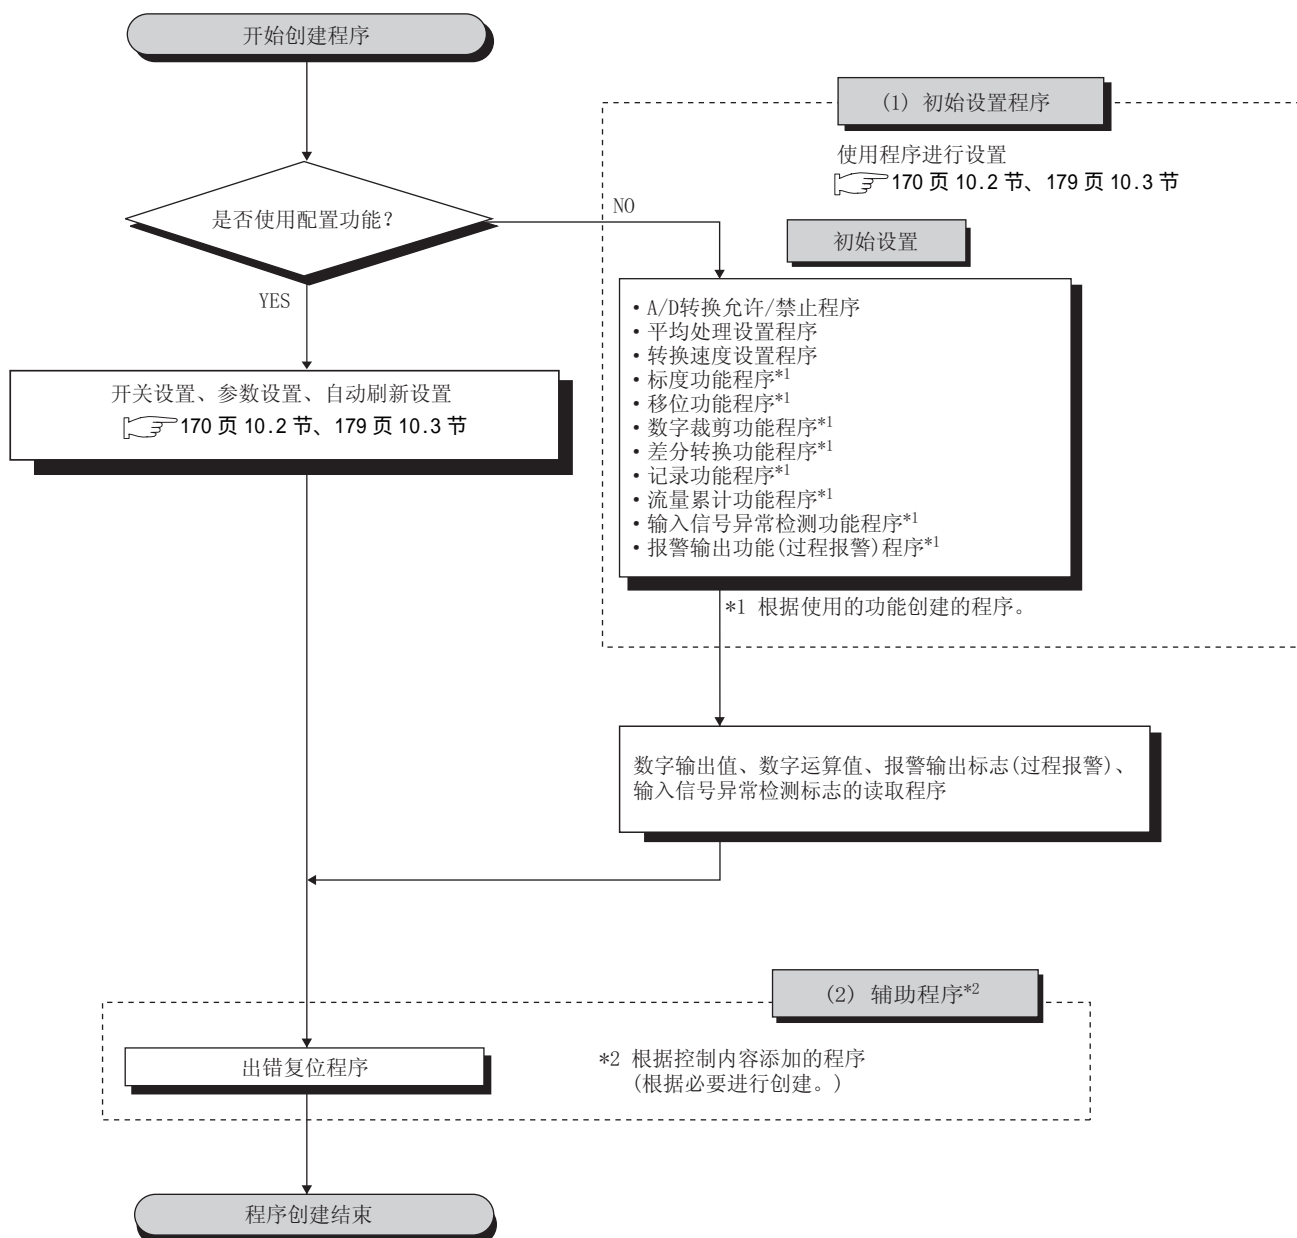 开始创建程序
是否使用配置功能？
NO
YES
开关设置、参数设置、自动刷新设置
170 页 10.2 节、179 页 10.3 节
(1) 初始设置程序
使用程序进行设置
170 页 10.2 节、179 页 10.3 节
初始设置
・A/D转换允许/禁止程序
・平均处理设置程序
・转换速度设置程序
・标度功能程序*1
・移位功能程序*1
・数字裁剪功能程序*1
・差分转换功能程序*1
・记录功能程序*1
・流量累计功能程序*1
・输入信号异常检测功能程序*1
・报警输出功能(过程报警)程序*1
*1 根据使用的功能创建的程序。
数字输出值、数字运算值、报警输出标志(过程报警)、
输入信号异常检测标志的读取程序
(2) 辅助程序*2
出错复位程序
*2 根据控制内容添加的程序
(根据必要进行创建。)
程序创建结束